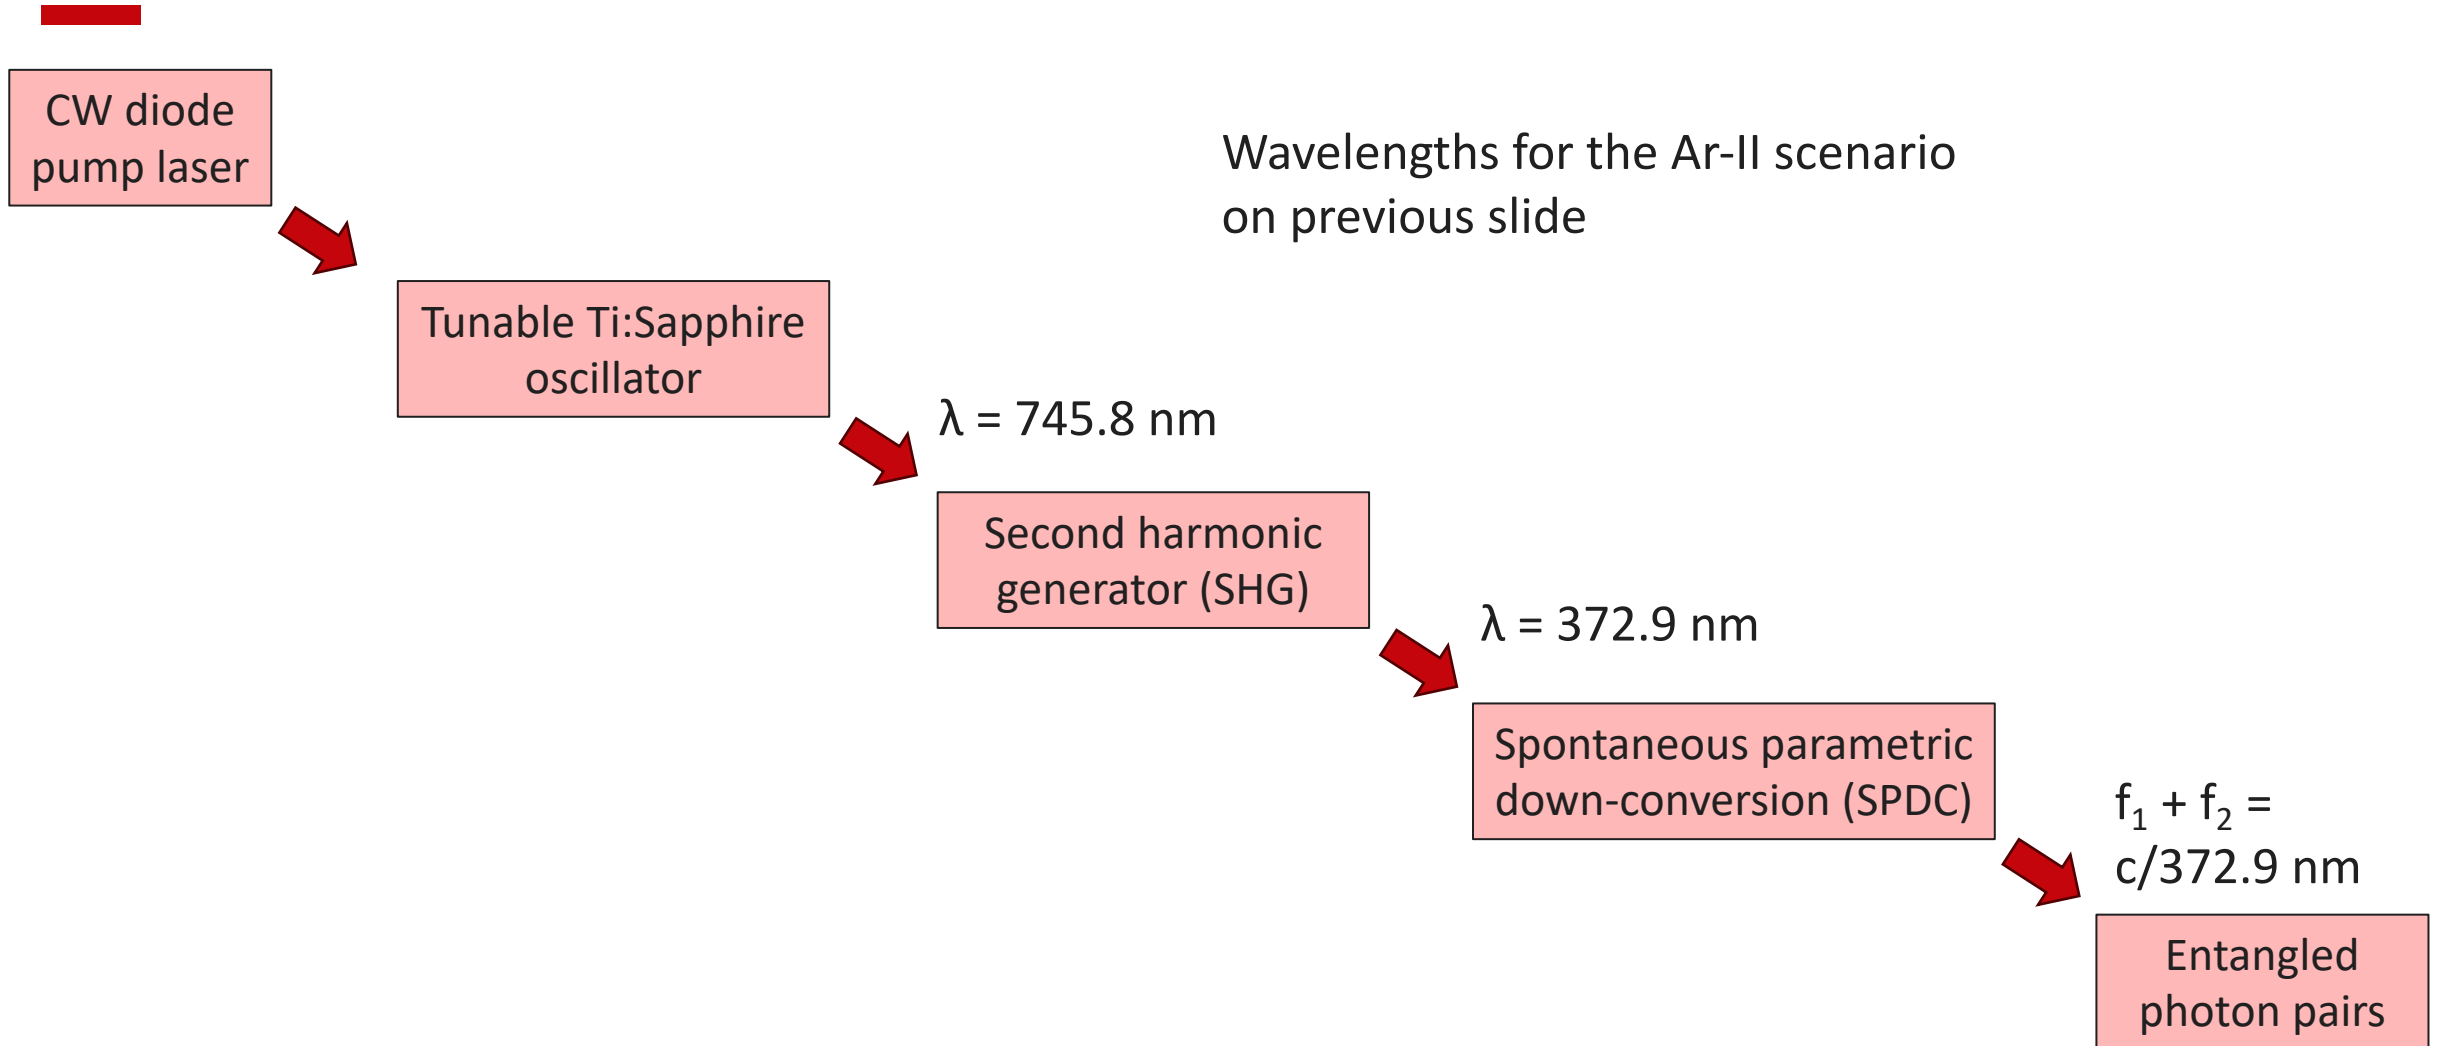 CW diode
pump laser
Wavelengths for the Ar-II scenario
on previous slide
Tunable Ti:Sapphire
oscillator
λ = 745.8 nm
Second harmonic
generator (SHG)
λ = 372.9 nm
Spontaneous parametric
down-conversion (SPDC)
f₁ + f₂ =
c/372.9 nm
Entangled
photon pairs